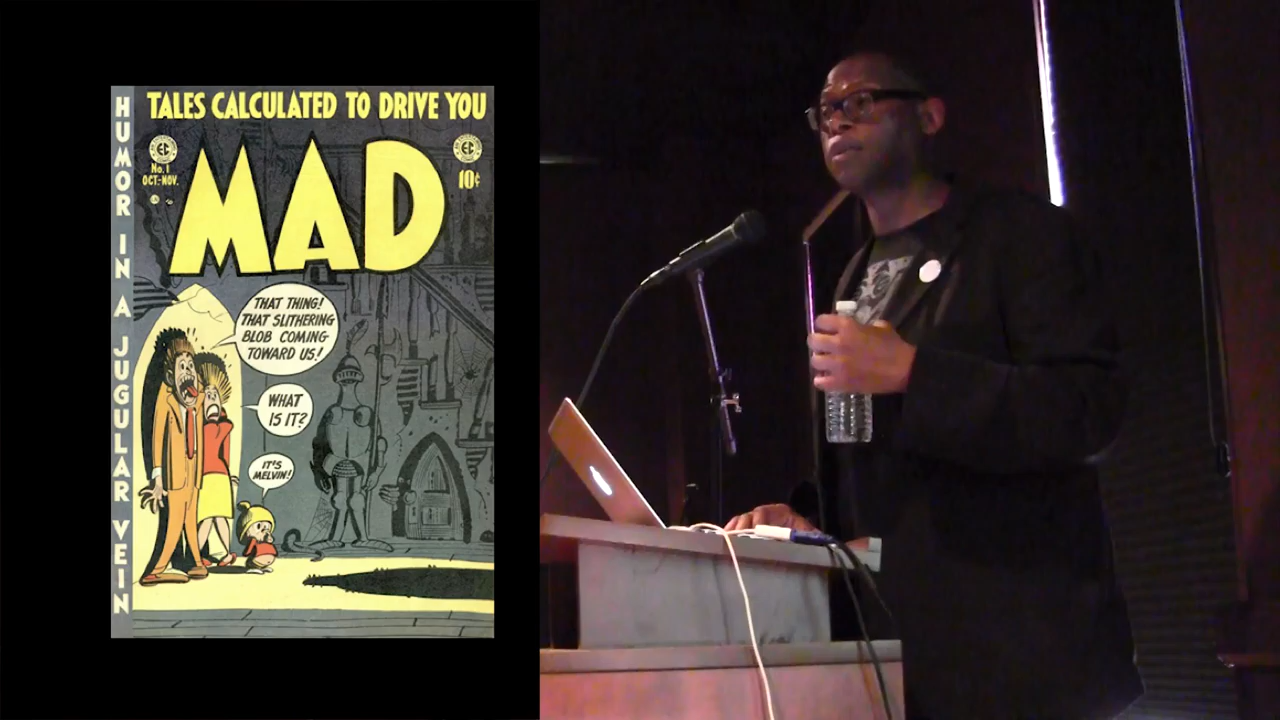 TALES CALCULATED TO DRIVE YOU
MAD
EC
No. 1
OCT.-NOV.
EC
10¢
HUMOR IN A JUGULAR VEIN
THAT THING!
THAT SLITHERING
BLOB COMING
TOWARD US!
WHAT
IS IT?
IT'S
MELVIN!